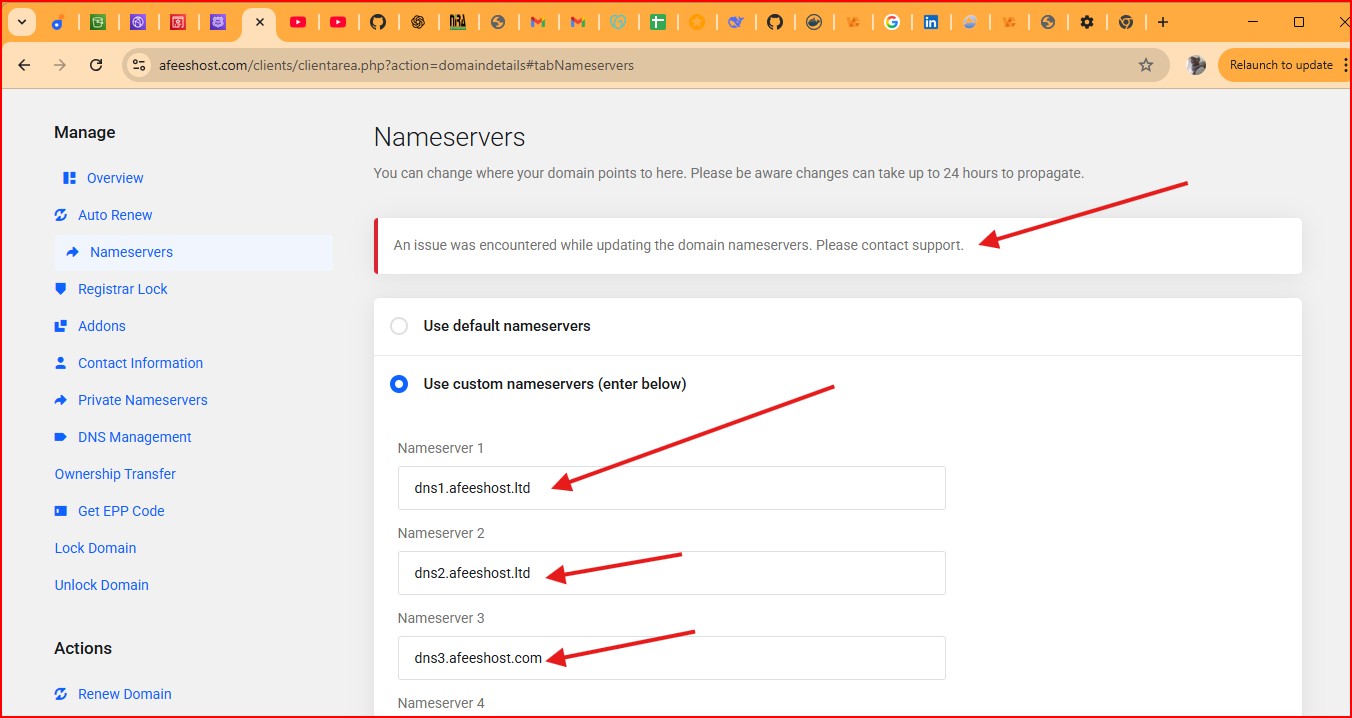 afeeshost.com/clients/clientarea.php?action=domaindetails#tabNameservers
Relaunch to update
Manage
Overview
Auto Renew
Nameservers
Registrar Lock
Addons
Contact Information
Private Nameservers
DNS Management
Ownership Transfer
Get EPP Code
Lock Domain
Unlock Domain
Actions
Renew Domain
Nameservers
You can change where your domain points to here. Please be aware changes can take up to 24 hours to propagate.
An issue was encountered while updating the domain nameservers. Please contact support.
Use default nameservers
Use custom nameservers (enter below)
Nameserver 1
dns1.afeeshost.ltd
Nameserver 2
dns2.afeeshost.ltd
Nameserver 3
dns3.afeeshost.com
Nameserver 4